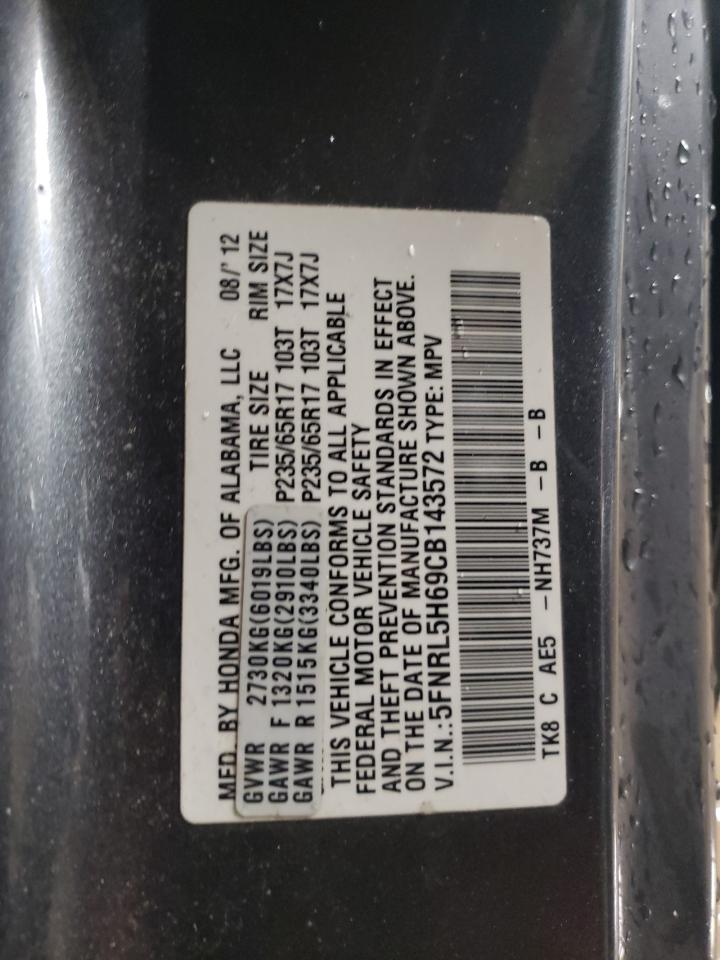 MFD. BY HONDA MFG. OF ALABAMA, LLC 08/' 12
GVWR 2730KG(6019LBS) TIRE SIZE RIM SIZE
GAWR F 1320KG(2910LBS) P235/65R17 103T 17X7J
GAWR R 1515KG(3340LBS) P235/65R17 103T 17X7J
THIS VEHICLE CONFORMS TO ALL APPLICABLE
FEDERAL MOTOR VEHICLE SAFETY
AND THEFT PREVENTION STANDARDS IN EFFECT
ON THE DATE OF MANUFACTURE SHOWN ABOVE.
V.I.N.:5FNRL5H69CB143572 TYPE: MPV
TK8 C AE5 -NH737M -B -B